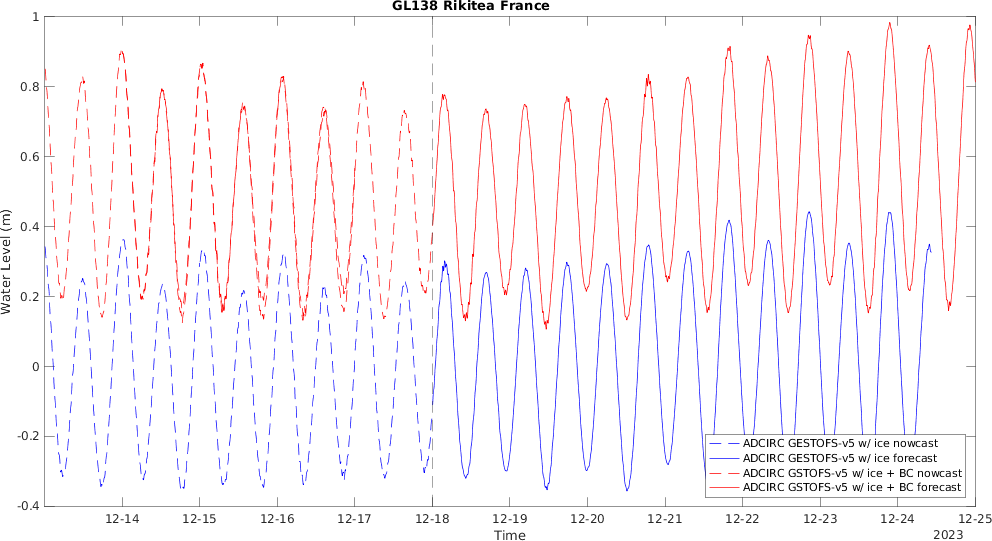 GL138 Rikitea France
1
0.8
0.6
0.4
0.2
0
-0.2
-0.4
Water Level (m)
12-14 12-15 12-16 12-17 12-18 12-19 12-20 12-21 12-22 12-23 12-24 12-25
Time
2023
ADCIRC GESTOFS-v5 w/ ice nowcast
ADCIRC GESTOFS-v5 w/ ice forecast
ADCIRC GSTOFS-v5 w/ ice + BC nowcast
ADCIRC GSTOFS-v5 w/ ice + BC forecast